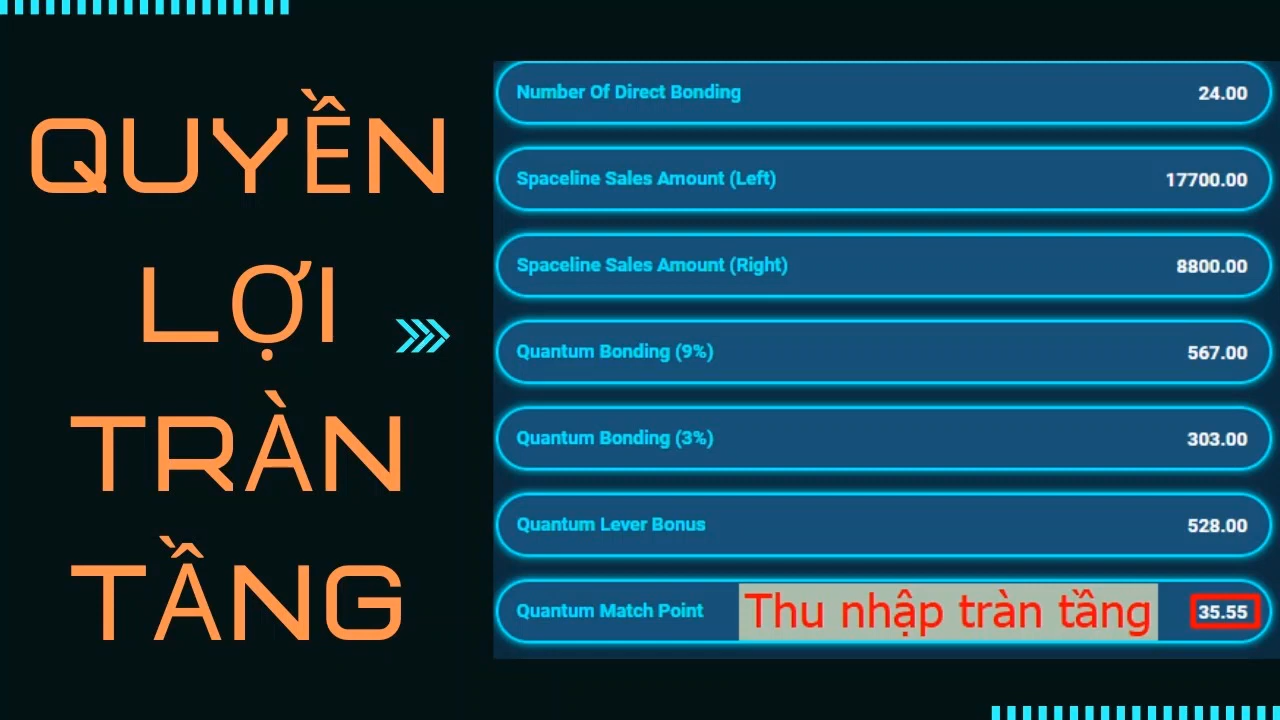 QUYỀN
LỢI
TRÀN
TẦNG
Number Of Direct Bonding 24.00
Spaceline Sales Amount (Left) 17700.00
Spaceline Sales Amount (Right) 8800.00
Quantum Bonding (9%) 567.00
Quantum Bonding (3%) 303.00
Quantum Lever Bonus 528.00
Quantum Match Point Thu nhập tràn tầng 35.55